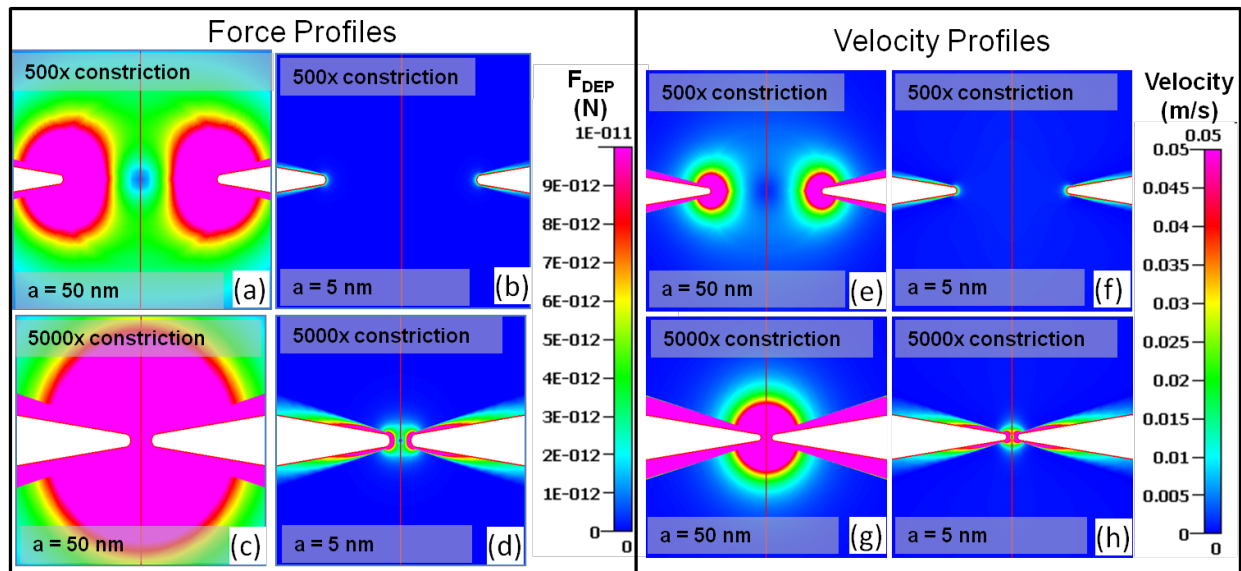 Force Profiles
500x constriction
a = 50 nm
(a)
500x constriction
a = 5 nm
(b)
5000x constriction
a = 50 nm
(c)
5000x constriction
a = 5 nm
(d)
FDEP
(N)
1E-011
9E-012
8E-012
7E-012
6E-012
5E-012
4E-012
3E-012
2E-012
1E-012
0
0
Velocity Profiles
500x constriction
a = 50 nm
(e)
500x constriction
a = 5 nm
(f)
5000x constriction
a = 50 nm
(g)
5000x constriction
a = 5 nm
(h)
Velocity
(m/s)
0.05
0.05
0.045
0.04
0.035
0.03
0.025
0.02
0.015
0.01
0.005
0
0